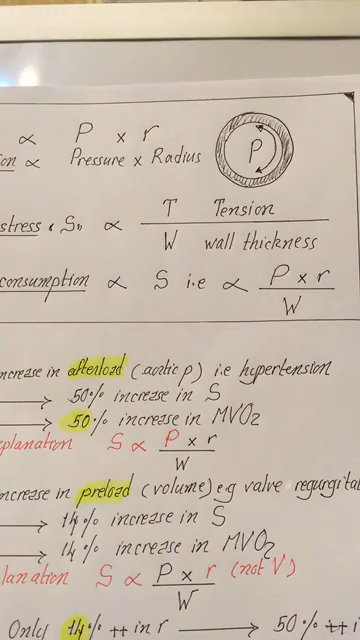 ∝ P x r
on ∝ Pressure x Radius
P
stress "S" ∝ T Tension
W wall thickness
consumption ∝ S i.e ∝ P x r
W
ncrease in afterload (aortic p) i.e hypertension
→ 50% increase in S
→ 50% increase in MVO2
xplanation S ∝ P x r
W
ncrease in preload (volume) e.g valve regurgitat
→ 14% increase in S
→ 14% increase in MVO2
lanation S ∝ P x r (not V)
W
Only 14% ++ in r → 50% ++ i